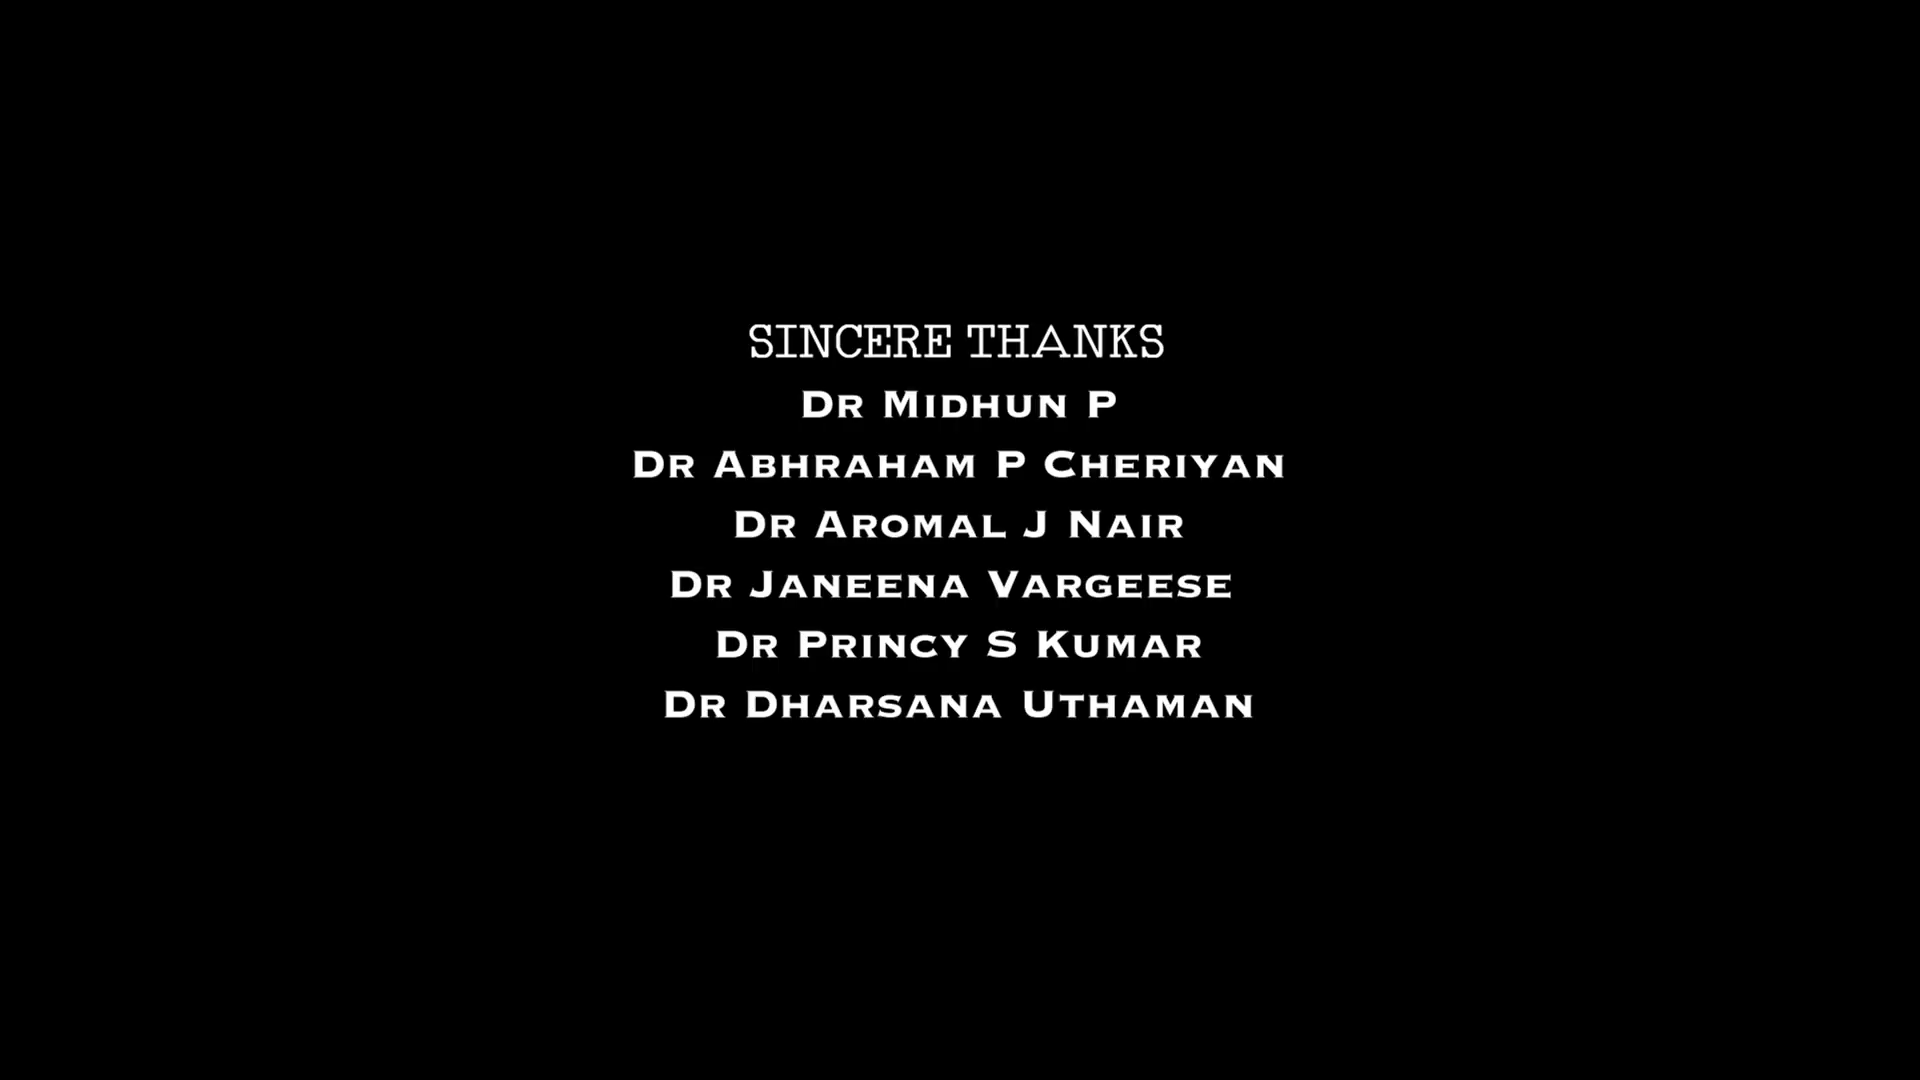 SINCERE THANKS
Dr Midhun P
Dr Abhraham P Cheriyan
Dr Aromal J Nair
Dr Janeena Vargeese
Dr Princy S Kumar
Dr Dharsana Uthaman